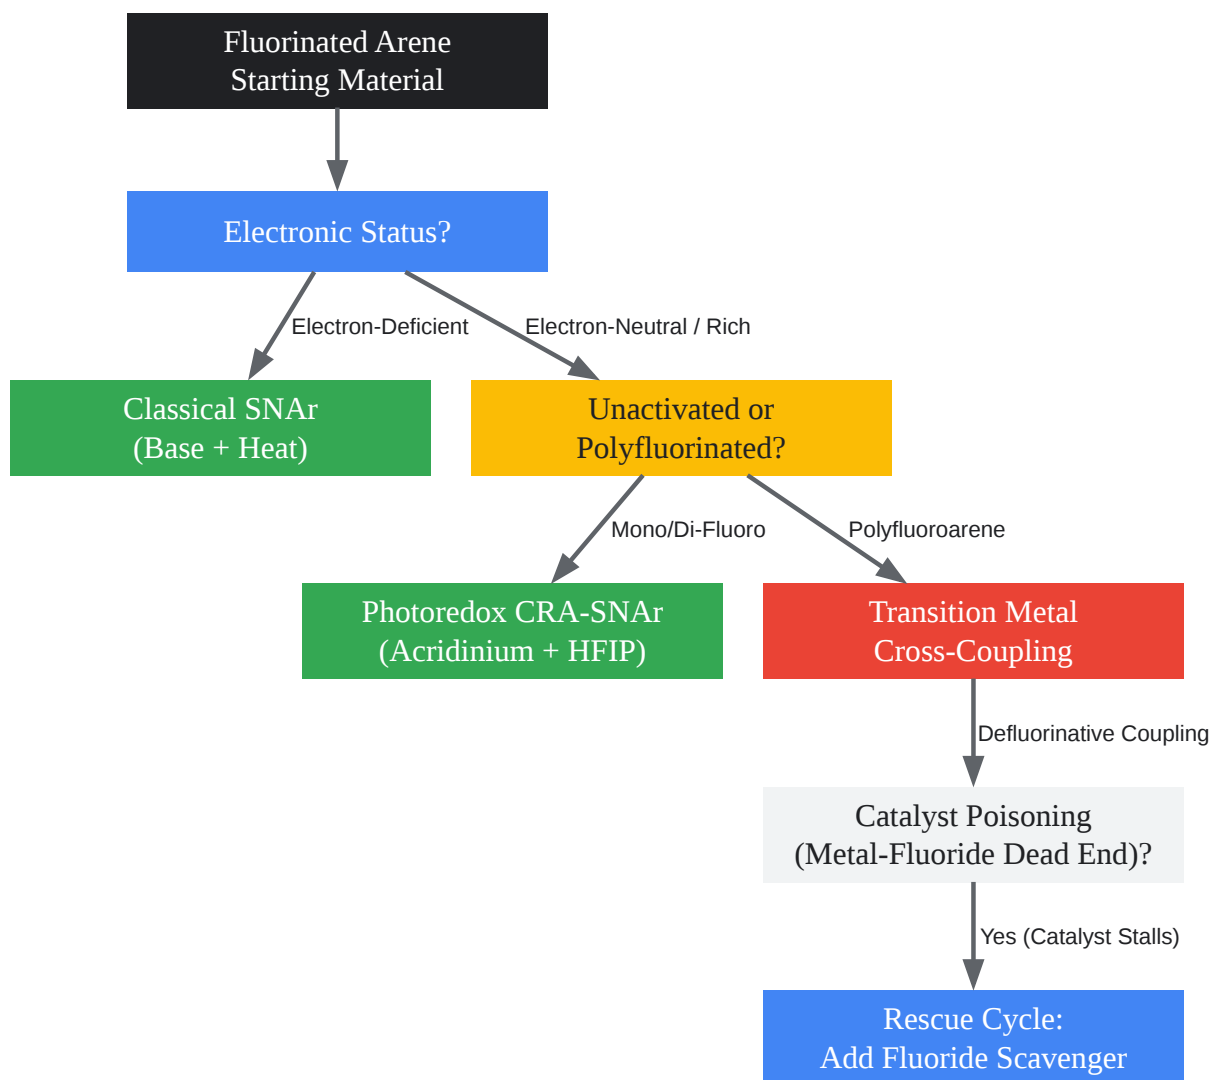 Fluorinated Arene
Starting Material
Electronic Status?
Electron-Deficient
Electron-Neutral / Rich
Classical SNAr
(Base + Heat)
Unactivated or
Polyfluorinated?
Mono/Di-Fluoro
Polyfluoroarene
Photoredox CRA-SNAr
(Acridinium + HFIP)
Transition Metal
Cross-Coupling
Defluorinative Coupling
Catalyst Poisoning
(Metal-Fluoride Dead End)?
Yes (Catalyst Stalls)
Rescue Cycle:
Add Fluoride Scavenger